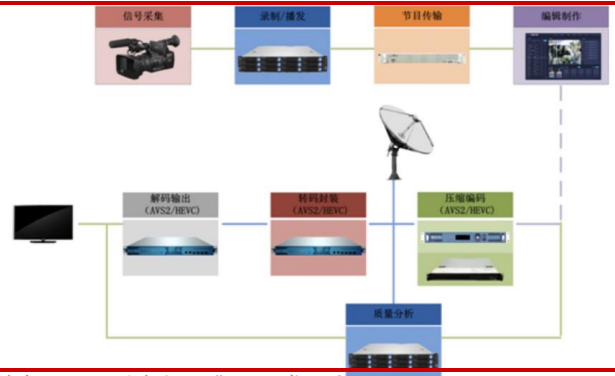 信号采集
录制/播发
节目传输
编辑制作
解码输出
(AVS2/HEVC)
转码封装
(AVS2/HEVC)
压缩编码
(AVS2/HEVC)
质量分析